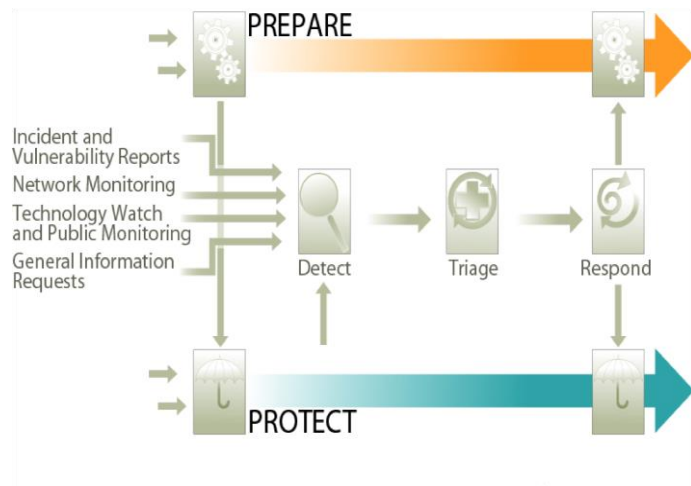 PREPARE
Incident and
Vulnerability Reports
Network Monitoring
Technology Watch
and Public Monitoring
General Information
Requests
Detect
Triage
Respond
PROTECT